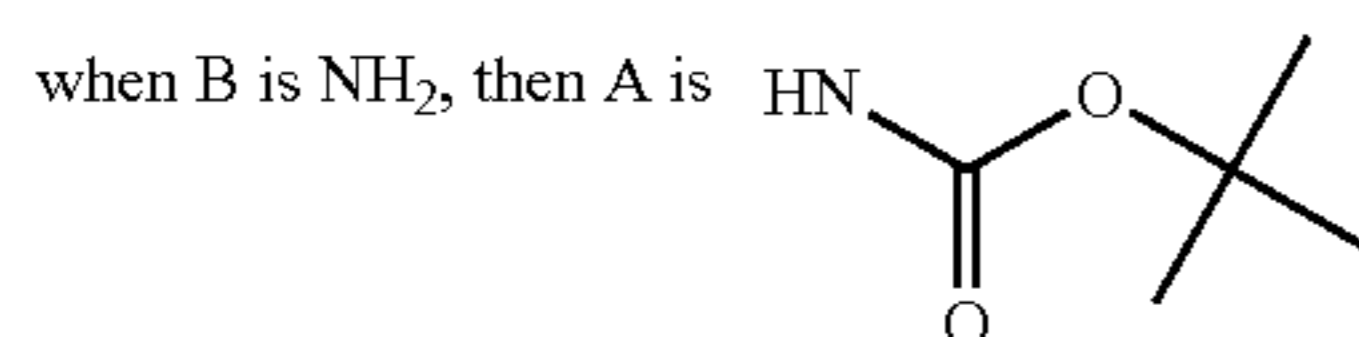 when B is NH₂, then A is HN O
O